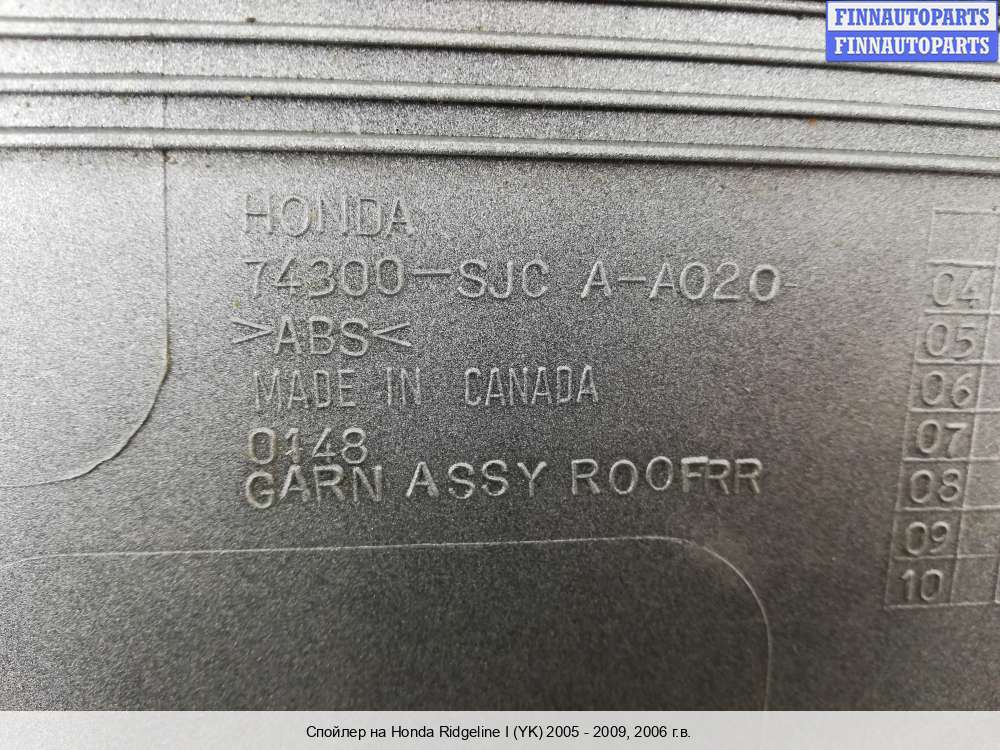 FINNAUTOPARTS
FINNAUTOPARTS
HONDA
74300-SJC A-A020
>ABS<
MADE IN CANADA
0148
GARN ASSY ROOFRR
04
05
06
07
08
09
10
Спойлер на Honda Ridgeline I (YK) 2005 - 2009, 2006 г.в.